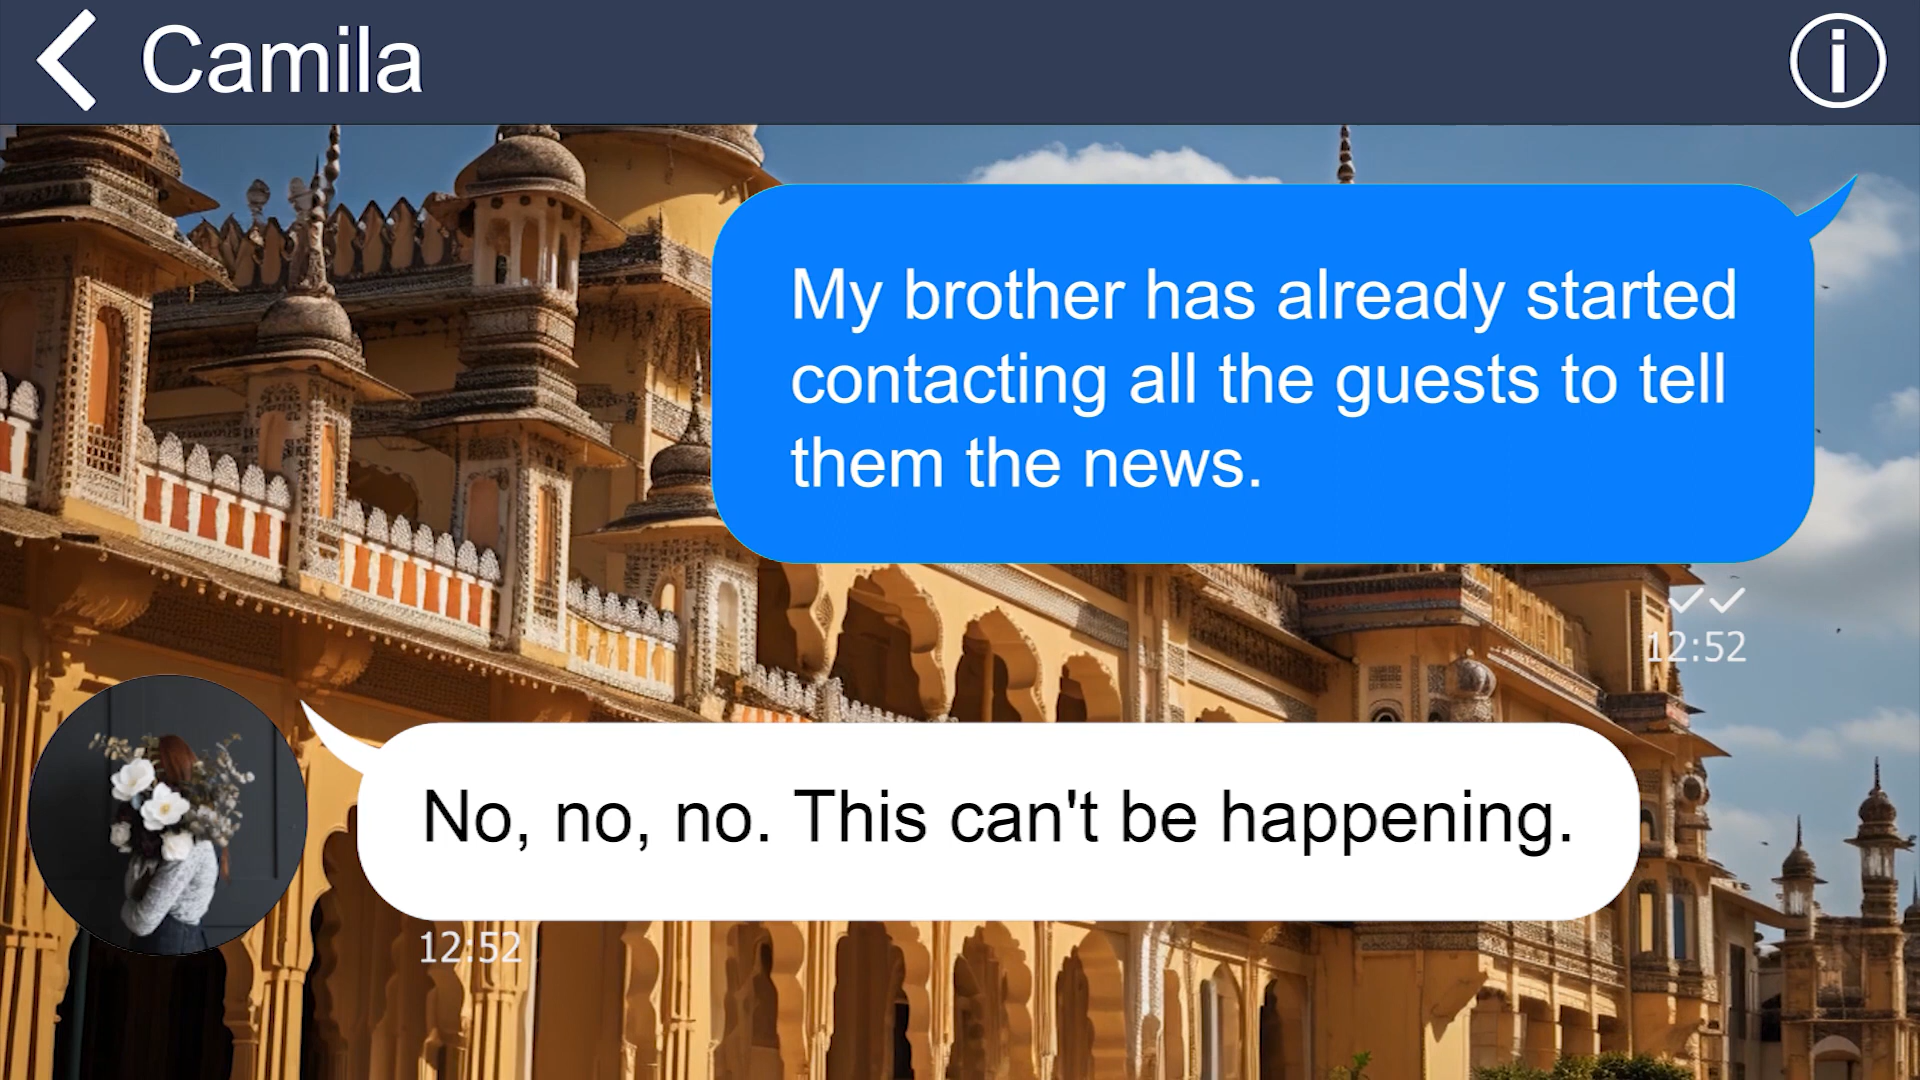 Camila
My brother has already started
contacting all the guests to tell
them the news.
12:52
No, no, no. This can't be happening.
12:52